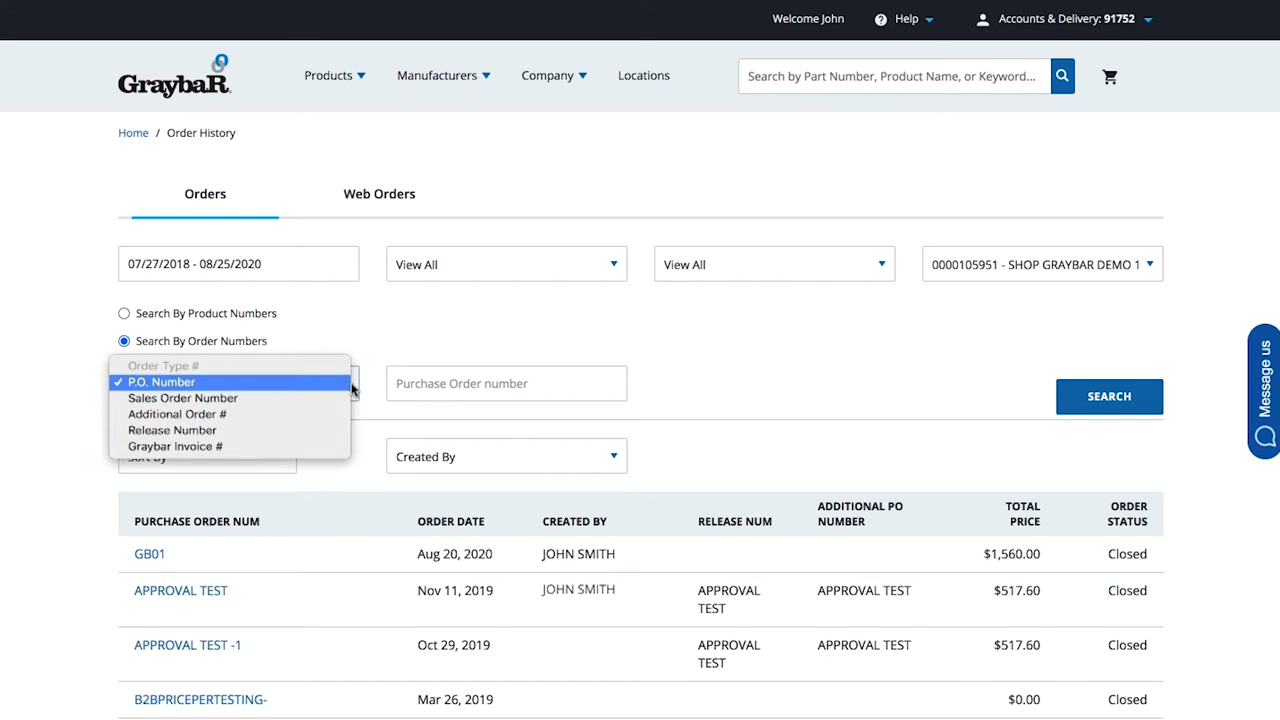 Welcome John
Help
Accounts & Delivery: 91752
GraybaR
Products
Manufacturers
Company
Locations
Search by Part Number, Product Name, or Keyword...
Home / Order History
Orders
Web Orders
07/27/2018 - 08/25/2020
View All
View All
0000105951 - SHOP GRAYBAR DEMO 1
Search By Product Numbers
Search By Order Numbers
Order Type #
✓ P.O. Number
Sales Order Number
Additional Order #
Release Number
Graybar Invoice #
Purchase Order number
SEARCH
Sort By
Created By
Message us
PURCHASE ORDER NUM
ORDER DATE
CREATED BY
RELEASE NUM
ADDITIONAL PO
NUMBER
TOTAL
PRICE
ORDER
STATUS
GB01 Aug 20, 2020 JOHN SMITH $1,560.00 Closed
APPROVAL TEST Nov 11, 2019 JOHN SMITH APPROVAL APPROVAL TEST $517.60 Closed
TEST
APPROVAL TEST -1 Oct 29, 2019 APPROVAL APPROVAL TEST $517.60 Closed
TEST
B2BPRICEPERTESTING- Mar 26, 2019 $0.00 Closed